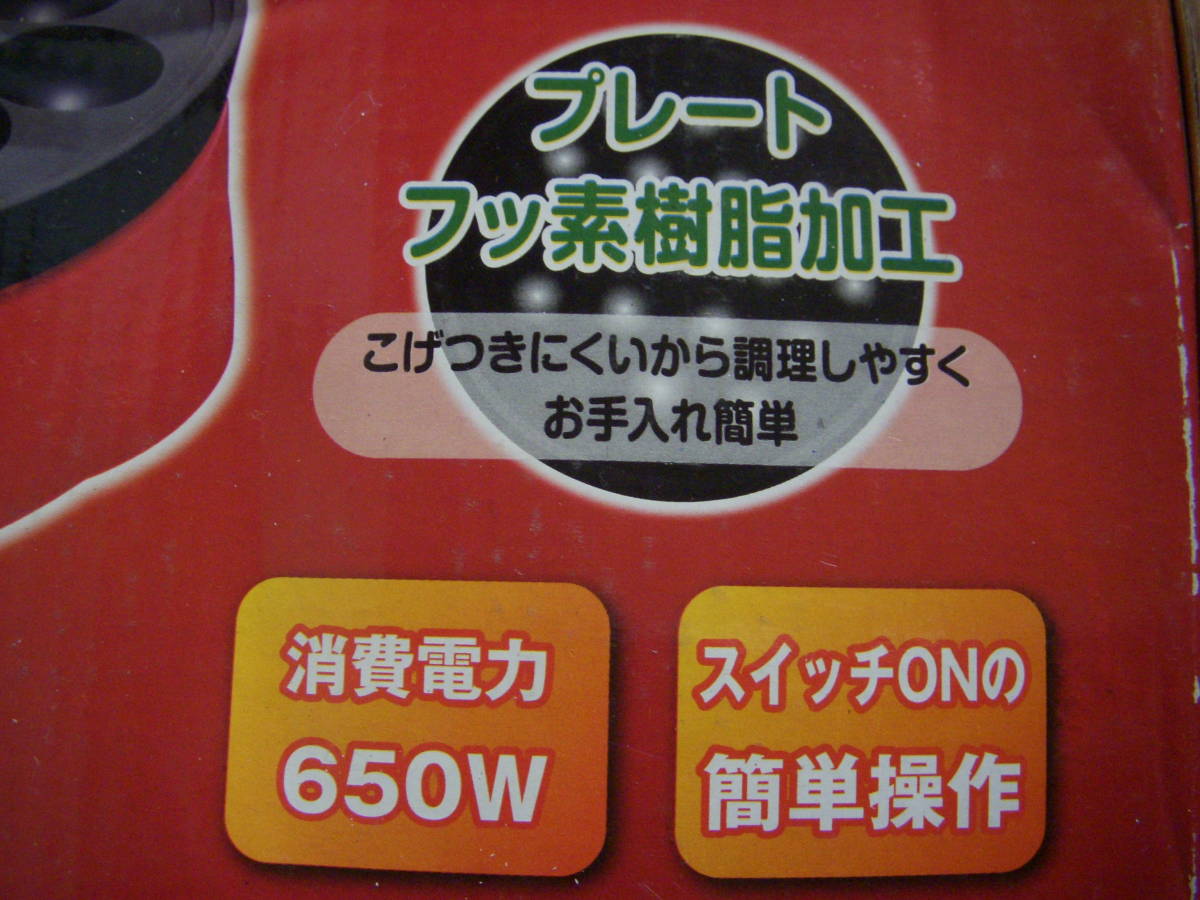 プレート
フッ素樹脂加工
こげつきにくいから調理しやすく
お手入れ簡単
消費電力
650W
スイッチONの
簡単操作